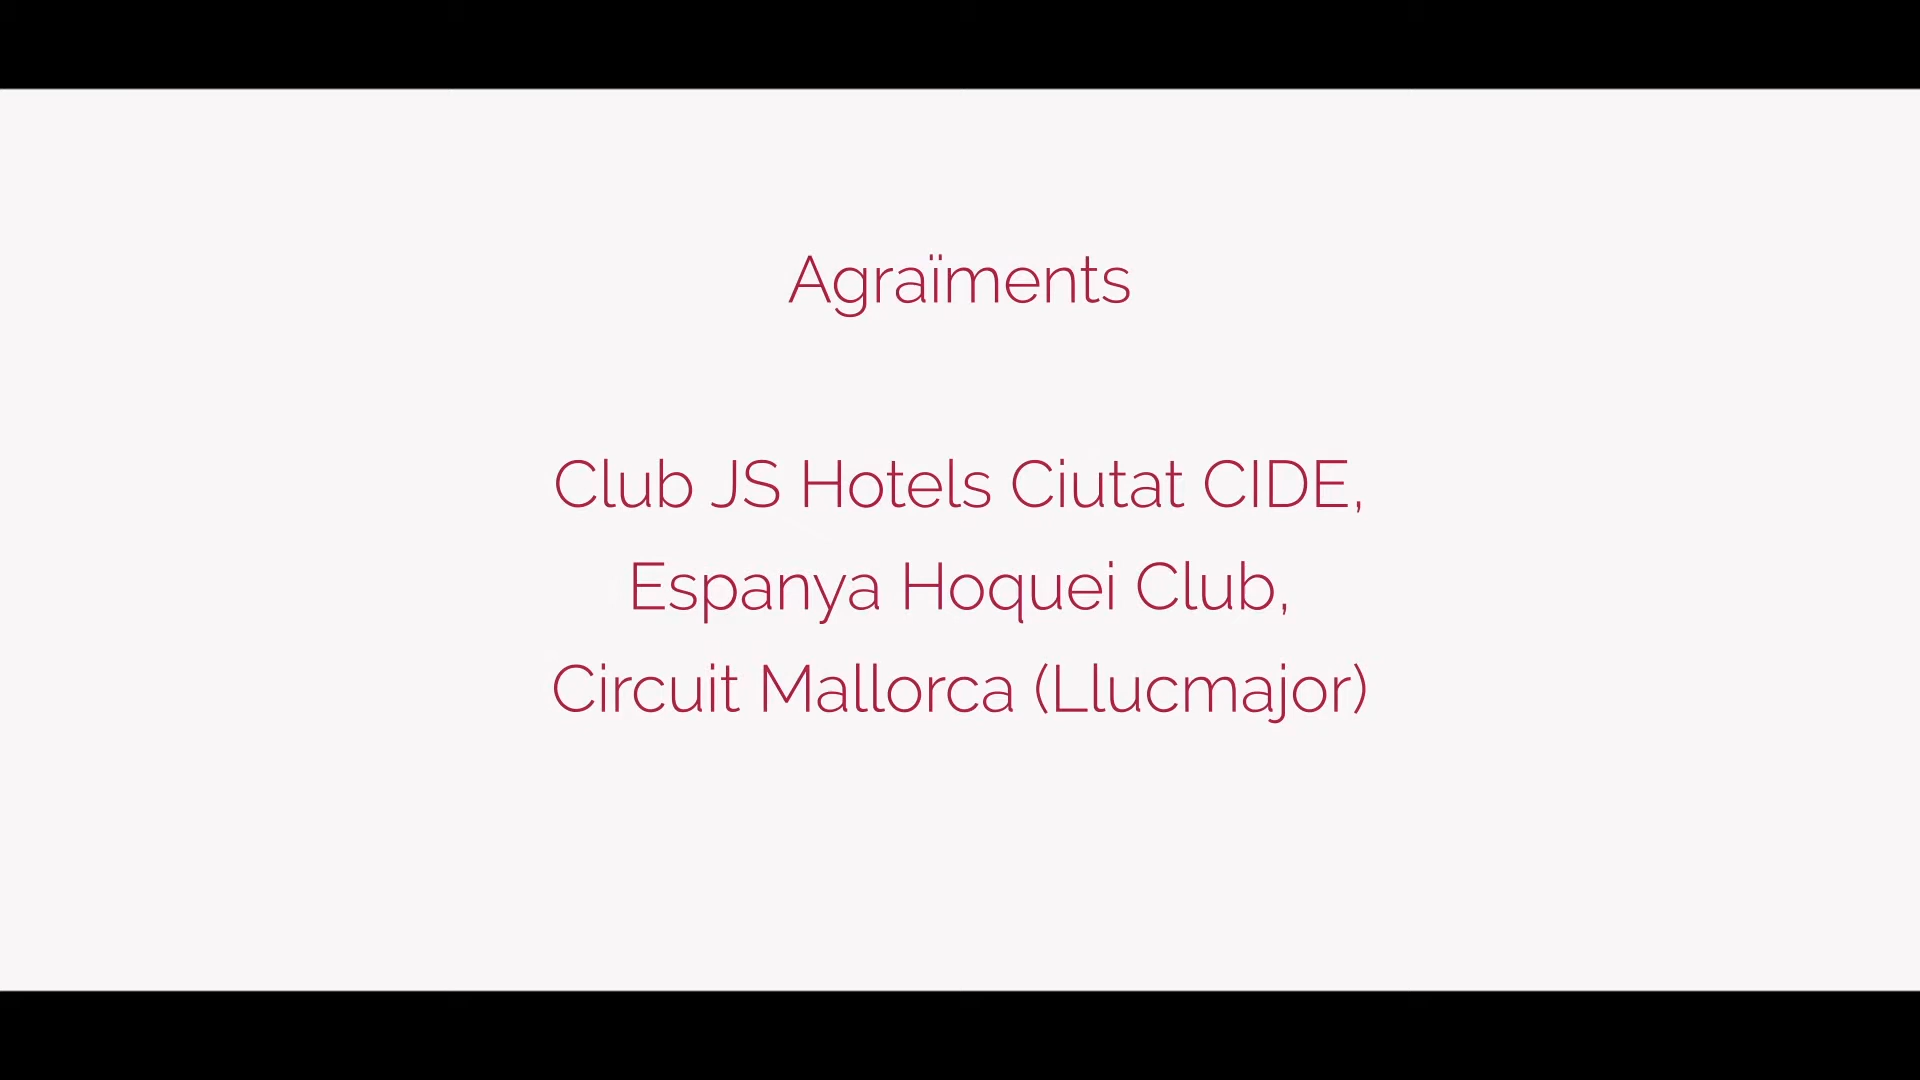 Agraïments
Club JS Hotels Ciutat CIDE,
Espanya Hoquei Club,
Circuit Mallorca (Llucmajor)